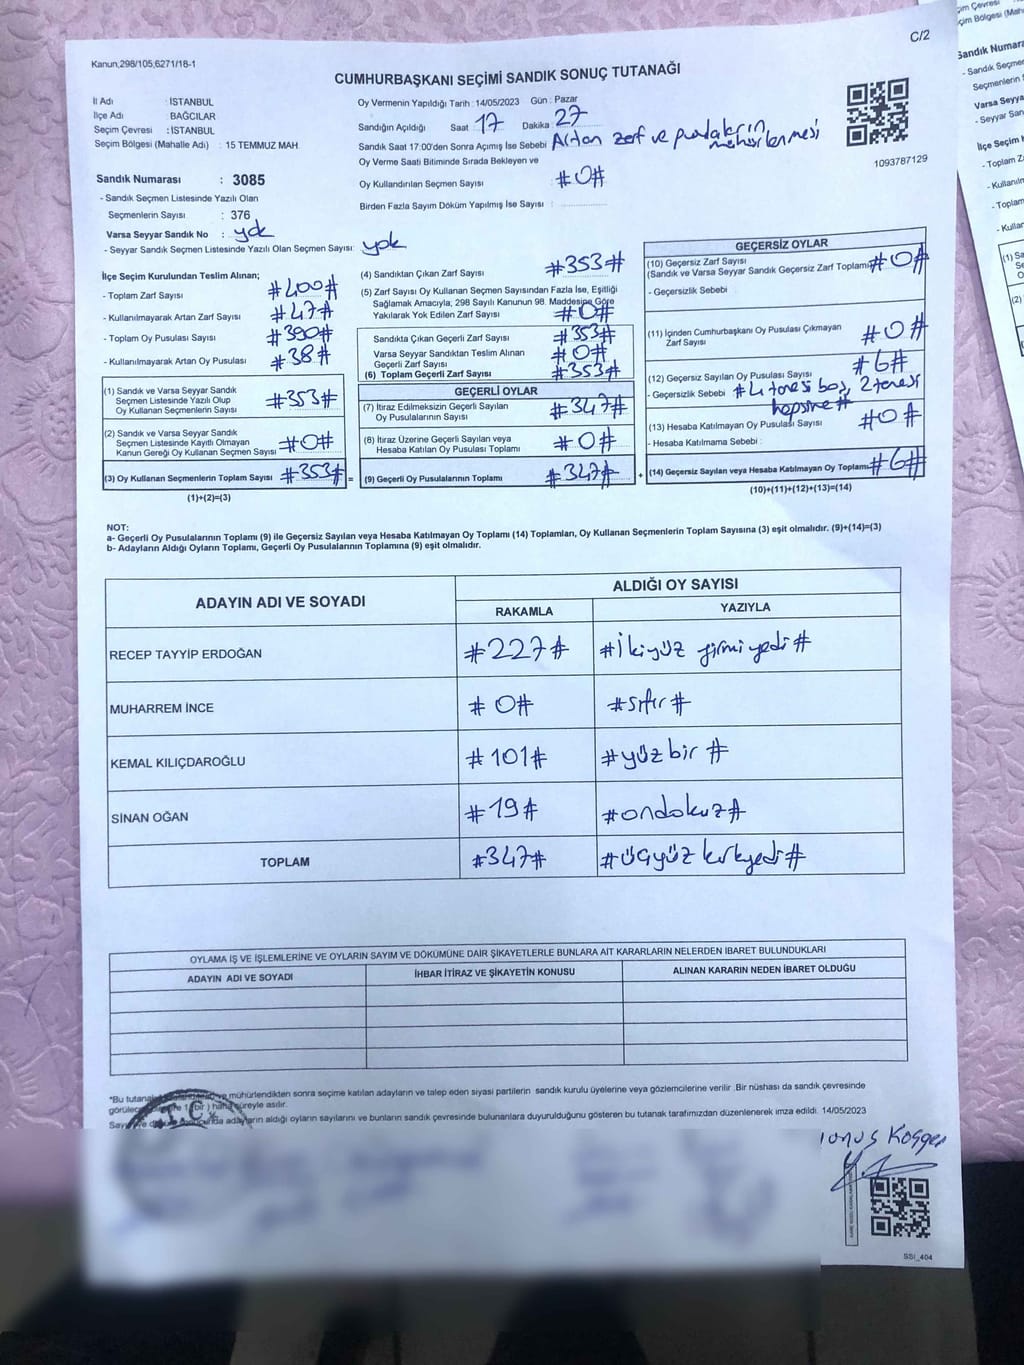 C/2
Kanun,298/105,6271/18-1
CUMHURBAŞKANI SEÇİMİ SANDIK SONUÇ TUTANAĞI
İl Adı : İSTANBUL
İlçe Adı : BAĞCILAR
Seçim Çevresi : İSTANBUL
Seçim Bölgesi (Mahalle Adı) : 15 TEMMUZ MAH.
Sandık Numarası : 3085
- Sandık Seçmen Listesinde Yazılı Olan
Seçmenlerin Sayısı : 376
Varsa Seyyar Sandık No : yok
- Seyyar Sandık Seçmen Listesinde Yazılı Olan Seçmen Sayısı: yok
Oy Vermenin Yapıldığı Tarih : 14/05/2023 Gün : Pazar
Sandığın Açıldığı Saat 17 Dakika 27
Sandık Saat 17:00'den Sonra Açımış İse Sebebi Artan zarf ve pusulaların mühürlenmesi
Oy Verme Saati Bitiminde Sırada Bekleyen ve
Oy Kullandırılan Seçmen Sayısı #0#
Birden Fazla Sayım Döküm Yapılmış İse Sayısı :
1093787129
İlçe Seçim Kurulundan Teslim Alınan;
- Toplam Zarf Sayısı #400#
- Kullanılmayarak Artan Zarf Sayısı #47#
- Toplam Oy Pusulası Sayısı #390#
- Kullanılmayarak Artan Oy Pusulası #38#
(1) Sandık ve Varsa Seyyar Sandık
Seçmen Listesinde Yazılı Olup
Oy Kullanan Seçmenlerin Sayısı #353#
(2) Sandık ve Varsa Seyyar Sandık
Seçmen Listesinde Kayıtlı Olmayan
Kanun Gereği Oy Kullanan Seçmen Sayısı #0#
(3) Oy Kullanan Seçmenlerin Toplam Sayısı #353# =
(1)+(2)=(3)
(4) Sandıktan Çıkan Zarf Sayısı #353#
(5) Zarf Sayısı Oy Kullanan Seçmen Sayısından Fazla İse, Eşitliği
Sağlamak Amacıyla; 298 Sayılı Kanunun 98. Maddesine Göre
Yakılarak Yok Edilen Zarf Sayısı #0#
Sandıkta Çıkan Geçerli Zarf Sayısı #353#
Varsa Seyyar Sandıktan Teslim Alınan
Geçerli Zarf Sayısı #0#
(6) Toplam Geçerli Zarf Sayısı #353#
GEÇERLİ OYLAR
(7) İtiraz Edilmeksizin Geçerli Sayılan
Oy Pusulalarının Sayısı #347#
(8) İtiraz Üzerine Geçerli Sayılan veya
Hesaba Katılan Oy Pusulası Toplamı #0#
(9) Geçerli Oy Pusulalarının Toplamı #347# +
GEÇERSİZ OYLAR
(10) Geçersiz Zarf Sayısı
(Sandık ve Varsa Seyyar Sandık Geçersiz Zarf Toplamı) #0#
- Geçersizlik Sebebi
(11) İçinden Cumhurbaşkanı Oy Pusulası Çıkmayan
Zarf Sayısı #0#
(12) Geçersiz Sayılan Oy Pusulası Sayısı #6#
- Geçersizlik Sebebi #4 tanesi boş, 2 tanesi
hepsine#
(13) Hesaba Katılmayan Oy Pusulası Sayısı #0#
- Hesaba Katılmama Sebebi :
(14) Geçersiz Sayılan veya Hesaba Katılmayan Oy Toplamı #6#
(10)+(11)+(12)+(13)=(14)
NOT:
a- Geçerli Oy Pusulalarının Toplamı (9) ile Geçersiz Sayılan veya Hesaba Katılmayan Oy Toplamı (14) Toplamları, Oy Kullanan Seçmenlerin Toplam Sayısına (3) eşit olmalıdır. (9)+(14)=(3)
b- Adayların Aldığı Oyların Toplamı, Geçerli Oy Pusulalarının Toplamına (9) eşit olmalıdır.
ADAYIN ADI VE SOYADI
ALDIĞI OY SAYISI
RAKAMLA YAZIYLA
RECEP TAYYİP ERDOĞAN #227# #İkiyüz yirmi yedi#
MUHARREM İNCE #0# #sıfır#
KEMAL KILIÇDAROĞLU #101# #yüzbir#
SİNAN OĞAN #19# #ondokuz#
TOPLAM #347# #üçyüz kırkyedi#
OYLAMA İŞ VE İŞLEMLERİNE VE OYLARIN SAYIM VE DÖKÜMÜNE DAİR ŞİKAYETLERLE BUNLARA AİT KARARLARIN NELERDEN İBARET BULUNDUKLARI
ADAYIN ADI VE SOYADI İHBAR İTİRAZ VE ŞİKAYETİN KONUSU ALINAN KARARIN NEDEN İBARET OLDUĞU
*Bu tutanak ve mühürlendikten sonra seçime katılan adayların ve talep eden siyasi partilerin sandık kurulu üyelerine veya gözlemcilerine verilir .Bir nüshası da sandık çevresinde
1 (bir ) hafta süreyle asılır.
adayların aldığı oyların sayılarını ve bunların sandık çevresinde bulunanlara duyurulduğunu gösteren bu tutanak tarafımızdan düzenlenerek imza edildi. 14/05/2023
T.C.
SSI_404